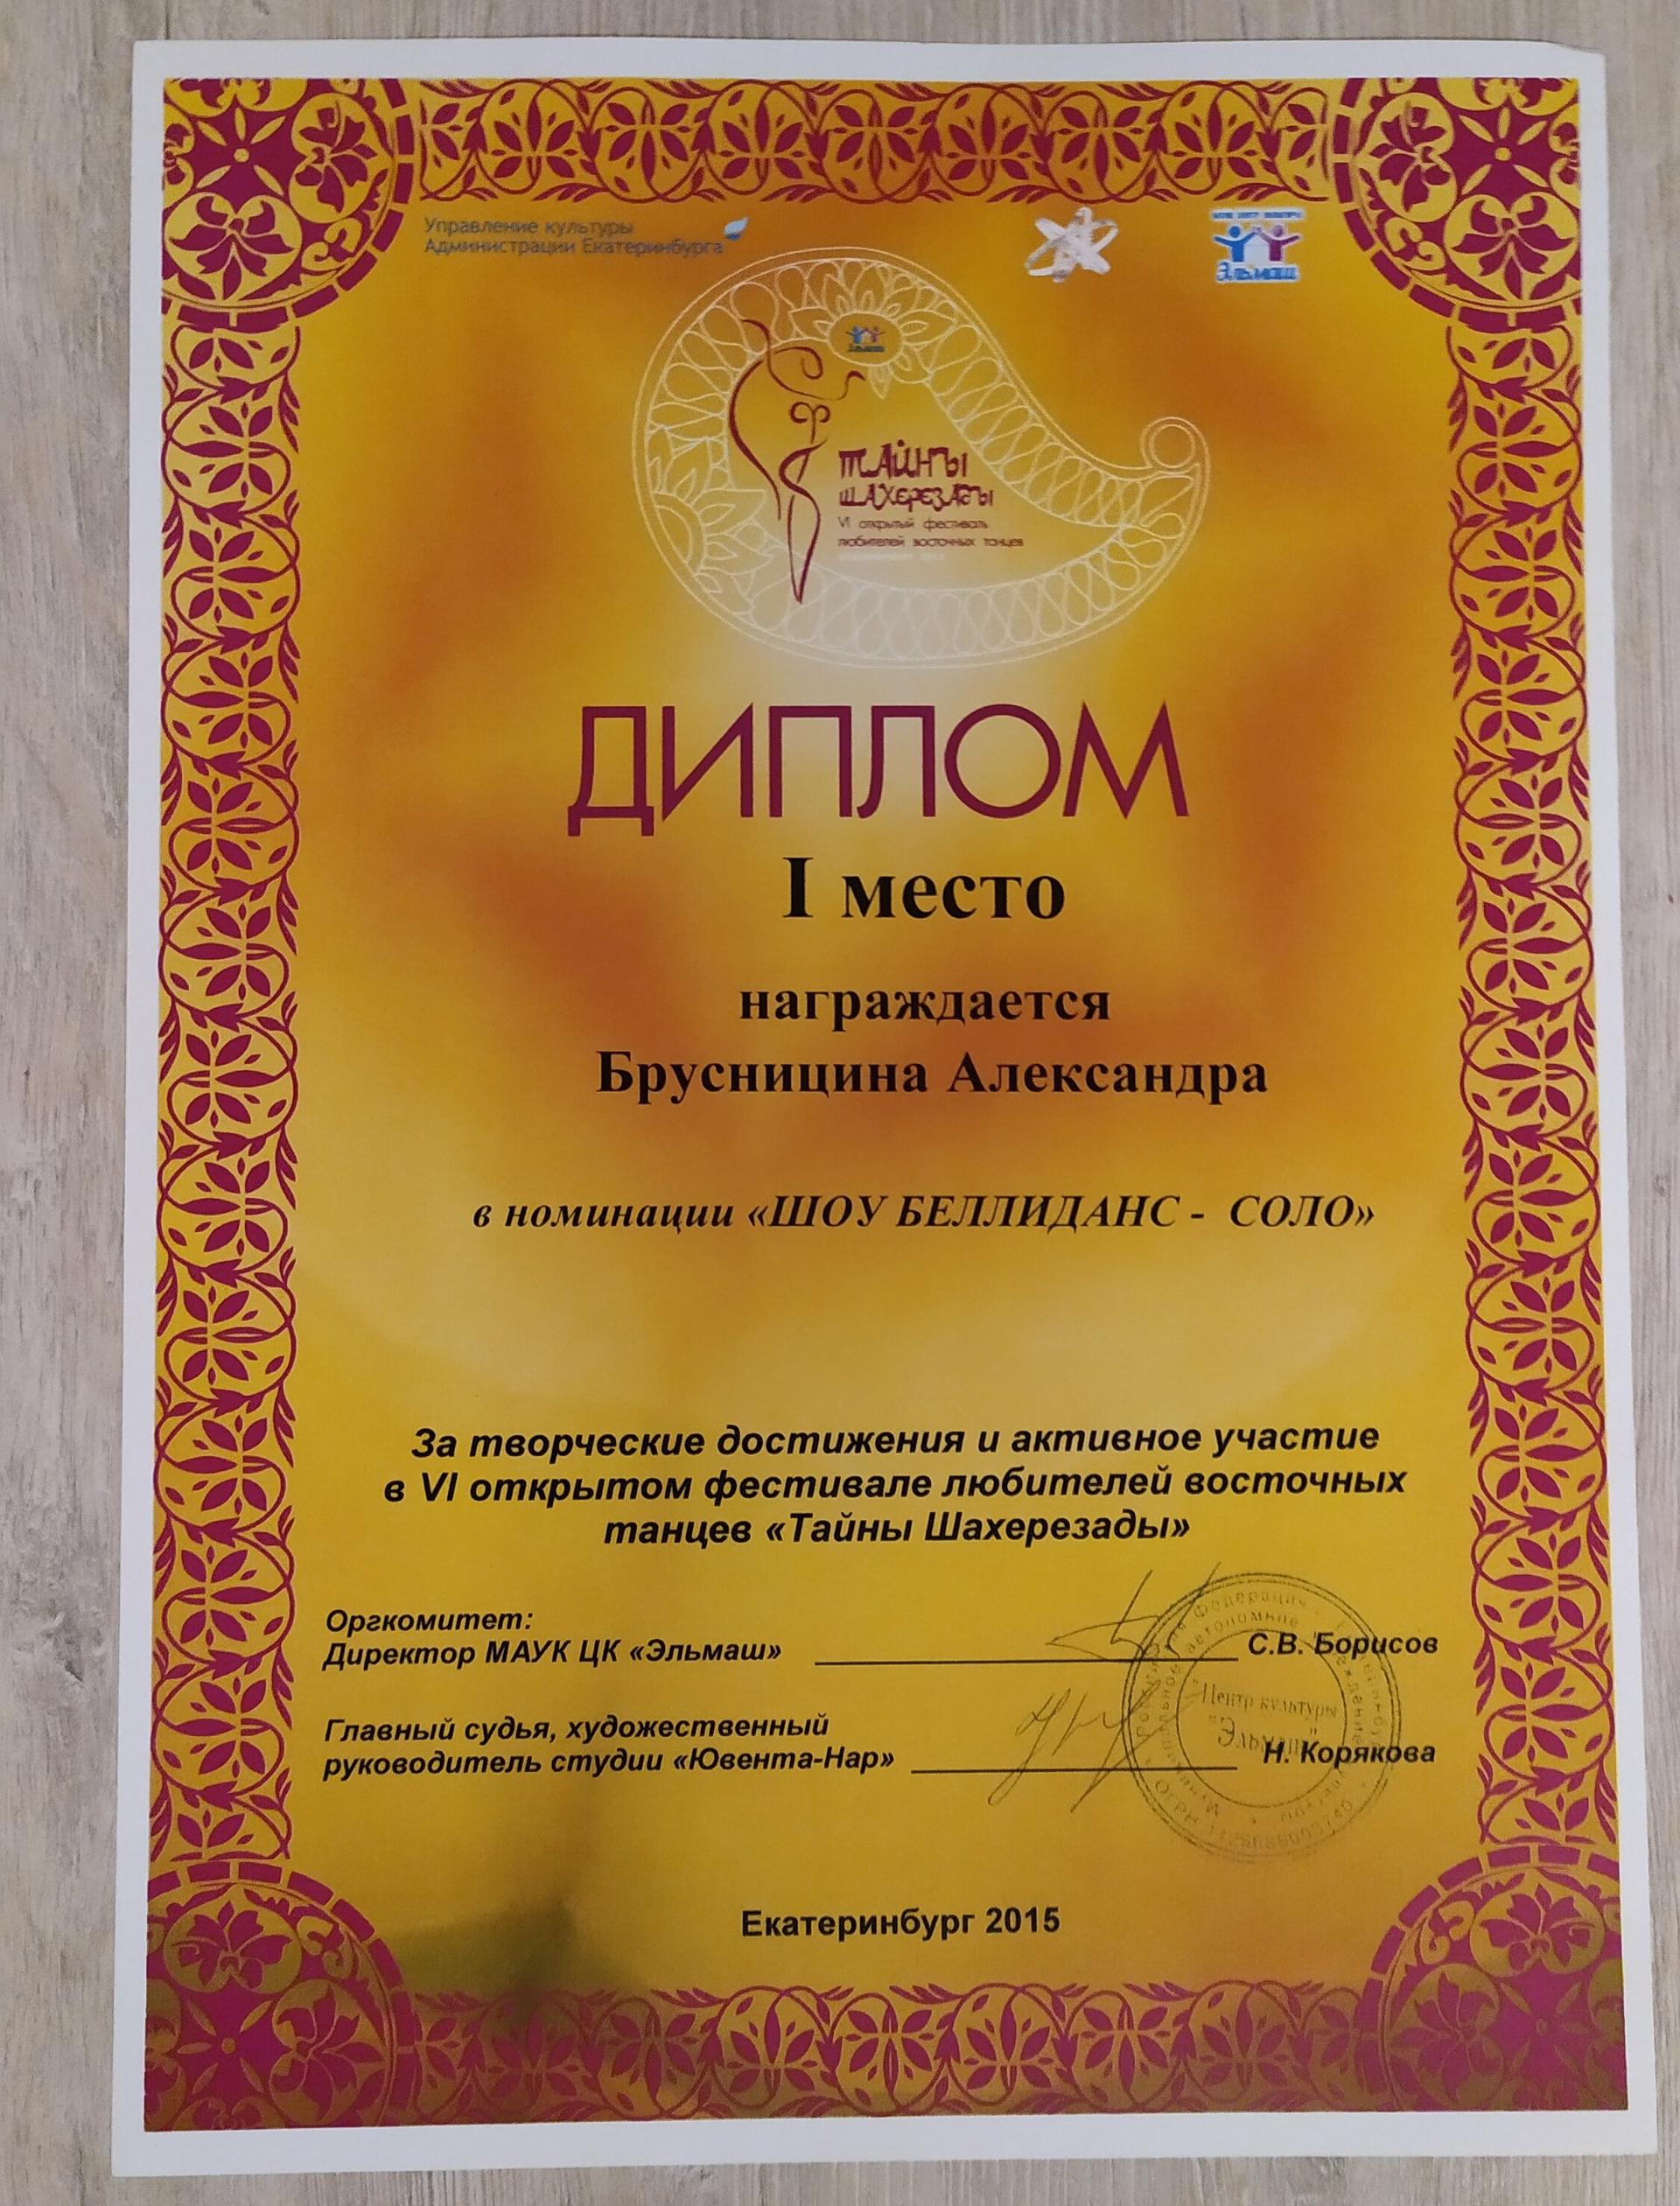 Управление культуры
Администрации Екатеринбурга
Эльмаш
ТАЙНЫ
ШАХЕРЕЗАДЫ
VI открытый фестиваль
любителей восточных танцев
ДИПЛОМ
I место
награждается
Брусницина Александра
в номинации «ШОУ БЕЛЛИДАНС - СОЛО»
За творческие достижения и активное участие
в VI открытом фестивале любителей восточных
танцев «Тайны Шахерезады»
Оргкомитет:
Директор МАУК ЦК «Эльмаш» С.В. Борисов
Главный судья, художественный
руководитель студии «Ювента-Нар» Н. Корякова
Центр культуры
"Эльмаш"
Екатеринбург 2015